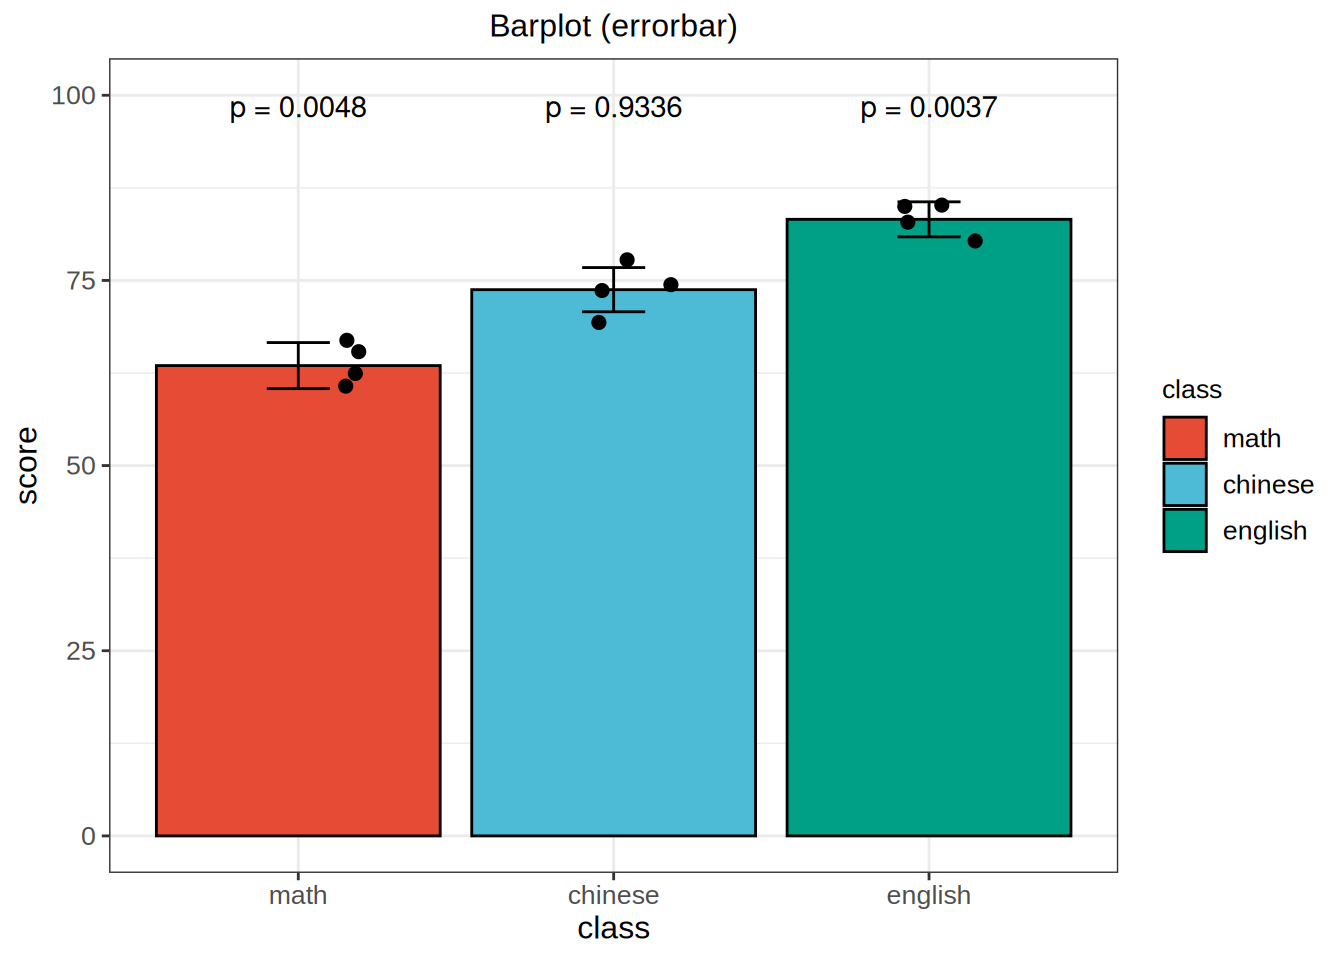 Barplot (errorbar)
100
75
50
25
0
score
p = 0.0048
p = 0.9336
p = 0.0037
math
chinese
english
class
class
math
chinese
english